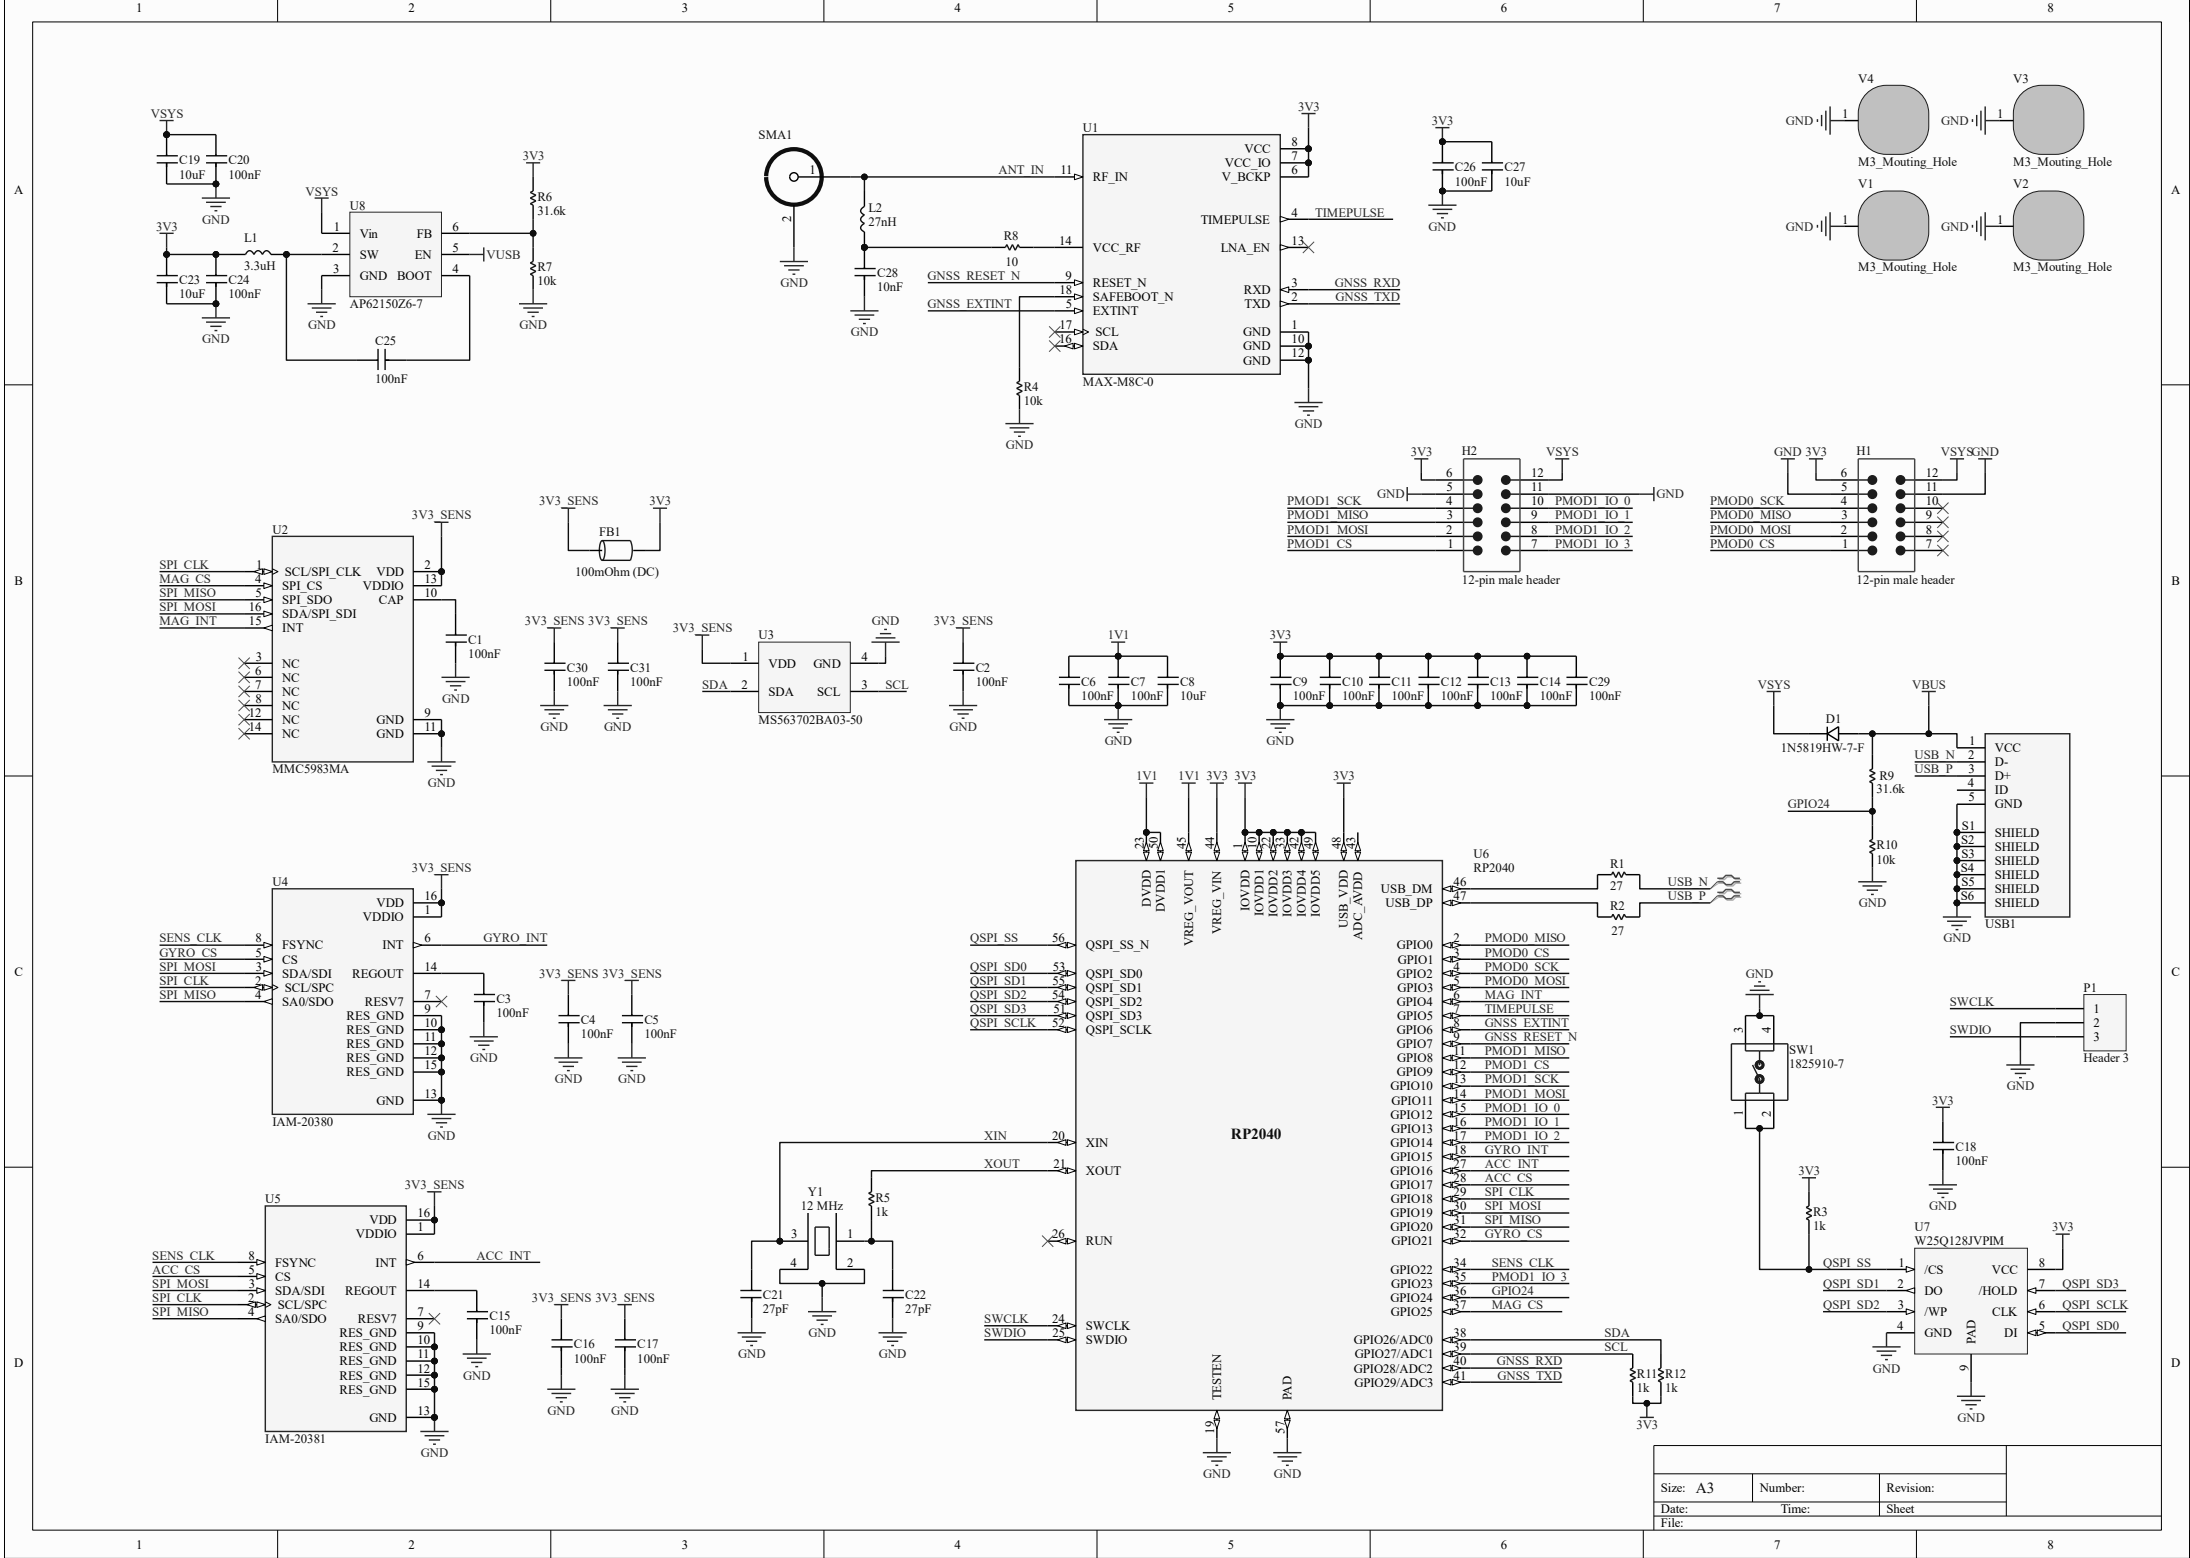 1 2 3 4 5 6 7 8
A
B
C
D
VSYS
C19
10uF
C20
100nF
GND
3V3
L1
3.3uH
C23
10uF
C24
100nF
GND
VSYS
U8
1 Vin
2 SW
3 GND
FB 6
EN 5
BOOT 4
VUSB
AP62150Z6-7
GND
C25
100nF
3V3
R6
31.6k
R7
10k
GND
SMA1
1
2
GND
L2
27nH
C28
10nF
GND
ANT_IN
R8
10
GNSS_RESET_N
GNSS_EXTINT
R4
10k
GND
U1
11 RF_IN
14 VCC_RF
9 RESET_N
18 SAFEBOOT_N
5 EXTINT
17 SCL
16 SDA
VCC 8
VCC_IO 7
V_BCKP 6
TIMEPULSE 4 TIMEPULSE
LNA_EN 13
RXD 3 GNSS_RXD
TXD 2 GNSS_TXD
GND 1
GND 10
GND 12
MAX-M8C-0
3V3
GND
3V3
C26
100nF
C27
10uF
GND
V4
GND 1
M3_Mouting_Hole
V3
GND 1
M3_Mouting_Hole
V1
GND 1
M3_Mouting_Hole
V2
GND 1
M3_Mouting_Hole
3V3
H2
VSYS
6 12
GND 5 11 GND
PMOD1_SCK 4 10 PMOD1_IO_0
PMOD1_MISO 3 9 PMOD1_IO_1
PMOD1_MOSI 2 8 PMOD1_IO_2
PMOD1_CS 1 7 PMOD1_IO_3
12-pin male header
GND 3V3
H1
VSYS GND
6 12
5 11
PMOD0_SCK 4 10
PMOD0_MISO 3 9
PMOD0_MOSI 2 8
PMOD0_CS 1 7
12-pin male header
3V3_SENS
U2
SPI_CLK 1 SCL/SPI_CLK
MAG_CS 4 SPI_CS
SPI_MISO 5 SPI_SDO
SPI_MOSI 16 SDA/SPI_SDI
MAG_INT 15 INT
3 NC
6 NC
7 NC
8 NC
12 NC
14 NC
VDD 2
VDDIO 13
CAP 10
GND 9
GND 11
MMC5983MA
C1
100nF
GND
GND
3V3_SENS
3V3
FB1
100mOhm (DC)
3V3_SENS 3V3_SENS
C30
100nF
C31
100nF
GND GND
3V3_SENS
U3
GND
1 VDD GND 4
SDA 2 SDA SCL 3 SCL
MS563702BA03-50
3V3_SENS
C2
100nF
GND
1V1
C6
100nF
C7
100nF
C8
10uF
GND
3V3
C9
100nF
C10
100nF
C11
100nF
C12
100nF
C13
100nF
C14
100nF
C29
100nF
GND
VSYS
VBUS
D1
1N5819HW-7-F
R9
31.6k
GPIO24
R10
10k
GND
1 VCC
USB_N 2 D-
USB_P 3 D+
4 ID
5 GND
S1 SHIELD
S2 SHIELD
S3 SHIELD
S4 SHIELD
S5 SHIELD
S6 SHIELD
USB1
GND
3V3_SENS
U4
SENS_CLK 8 FSYNC
GYRO_CS 5 CS
SPI_MOSI 3 SDA/SDI
SPI_CLK 2 SCL/SPC
SPI_MISO 4 SA0/SDO
VDD 16
VDDIO 1
INT 6 GYRO_INT
REGOUT 14
RESV7 7
RES_GND 9
RES_GND 10
RES_GND 11
RES_GND 12
RES_GND 15
GND 13
IAM-20380
C3
100nF
GND
GND
3V3_SENS 3V3_SENS
C4
100nF
C5
100nF
GND GND
3V3_SENS
U5
SENS_CLK 8 FSYNC
ACC_CS 5 CS
SPI_MOSI 3 SDA/SDI
SPI_CLK 2 SCL/SPC
SPI_MISO 4 SA0/SDO
VDD 16
VDDIO 1
INT 6 ACC_INT
REGOUT 14
RESV7 7
RES_GND 9
RES_GND 10
RES_GND 11
RES_GND 12
RES_GND 15
GND 13
IAM-20381
C15
100nF
GND
GND
3V3_SENS 3V3_SENS
C16
100nF
C17
100nF
GND GND
1V1 1V1 3V3 3V3 3V3
23 DVDD
50 DVDD1
45 VREG_VOUT
44 VREG_VIN
1 IOVDD
10 IOVDD1
22 IOVDD2
33 IOVDD3
42 IOVDD4
49 IOVDD5
48 USB_VDD
43 ADC_AVDD
U6
RP2040
QSPI_SS 56 QSPI_SS_N
QSPI_SD0 53 QSPI_SD0
QSPI_SD1 55 QSPI_SD1
QSPI_SD2 54 QSPI_SD2
QSPI_SD3 51 QSPI_SD3
QSPI_SCLK 52 QSPI_SCLK
XIN 20 XIN
XOUT 21 XOUT
26 RUN
SWCLK 24 SWCLK
SWDIO 25 SWDIO
RP2040
USB_DM 46
USB_DP 47
R1
27
R2
27
USB_N
USB_P
GPIO0 2 PMOD0_MISO
GPIO1 3 PMOD0_CS
GPIO2 4 PMOD0_SCK
GPIO3 5 PMOD0_MOSI
GPIO4 6 MAG_INT
GPIO5 7 TIMEPULSE
GPIO6 8 GNSS_EXTINT
GPIO7 9 GNSS_RESET_N
GPIO8 11 PMOD1_MISO
GPIO9 12 PMOD1_CS
GPIO10 13 PMOD1_SCK
GPIO11 14 PMOD1_MOSI
GPIO12 15 PMOD1_IO_0
GPIO13 16 PMOD1_IO_1
GPIO14 17 PMOD1_IO_2
GPIO15 18 GYRO_INT
GPIO16 27 ACC_INT
GPIO17 28 ACC_CS
GPIO18 29 SPI_CLK
GPIO19 30 SPI_MOSI
GPIO20 31 SPI_MISO
GPIO21 32 GYRO_CS
GPIO22 34 SENS_CLK
GPIO23 35 PMOD1_IO_3
GPIO24 36 GPIO24
GPIO25 37 MAG_CS
GPIO26/ADC0 38 SDA
GPIO27/ADC1 39 SCL
GPIO28/ADC2 40 GNSS_RXD
GPIO29/ADC3 41 GNSS_TXD
R11
1k
R12
1k
3V3
TESTEN 19
PAD 57
GND GND
Y1
12 MHz
3 1
4 2
R5
1k
C21
27pF
C22
27pF
GND GND GND
GND
3 4
SW1
1825910-7
1 2
P1
SWCLK 1
2
SWDIO 3
Header 3
GND
3V3
C18
100nF
GND
3V3
R3
1k
U7
W25Q128JVPIM
3V3
QSPI_SS 1 /CS VCC 8
QSPI_SD1 2 DO /HOLD 7 QSPI_SD3
QSPI_SD2 3 /WP CLK 6 QSPI_SCLK
4 GND DI 5 QSPI_SD0
PAD 9
GND
GND
Size: A3 Number: Revision:
Date: Time: Sheet
File:
A
B
C
D
1 2 3 4 5 6 7 8